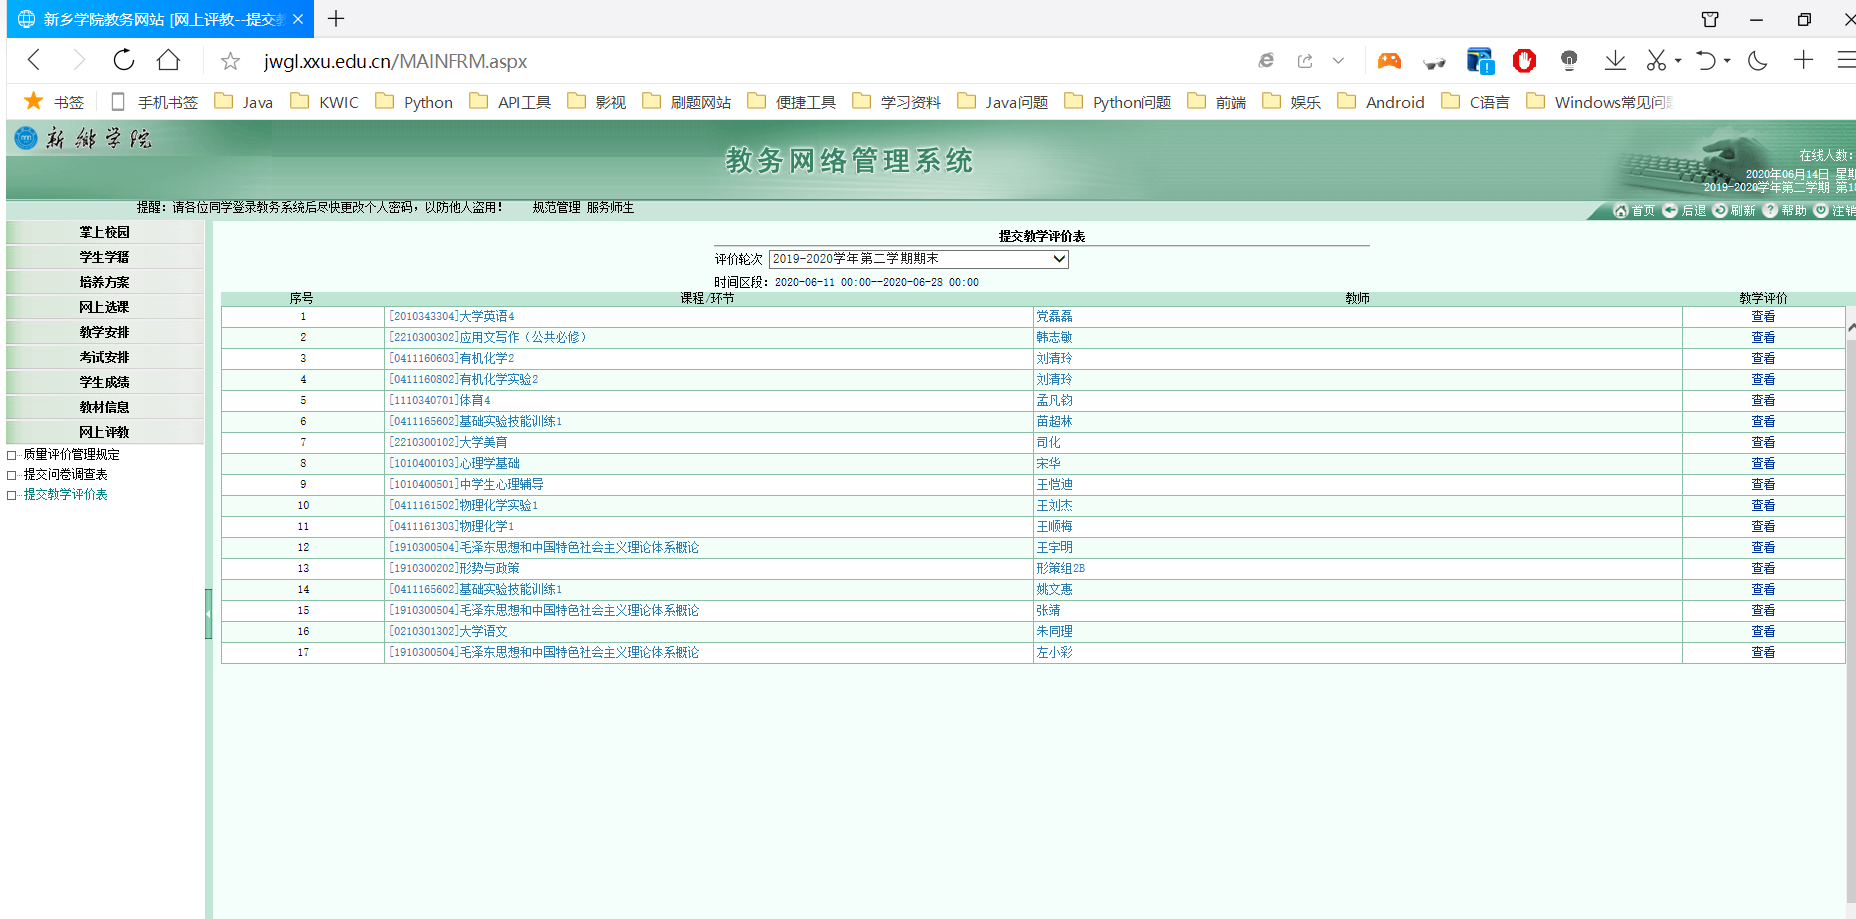 新乡学院教务网站 [网上评教--提交
jwgl.xxu.edu.cn/MAINFRM.aspx
书签 手机书签 Java KWIC Python API工具 影视 刷题网站 便捷工具 学习资料 Java问题 Python问题 前端 娱乐 Android C语言 Windows常见问
新乡学院
教务网络管理系统
在线人数:
2020年06月14日 星
2019-2020学年第二学期 第1
提醒：请各位同学登录教务系统后尽快更改个人密码，以防他人盗用！ 规范管理 服务师生
首页 后退 刷新 帮助 注销
掌上校园
学生学籍
培养方案
网上选课
教学安排
考试安排
学生成绩
教材信息
网上评教
质量评价管理规定
提交问卷调查表
提交教学评价表
提交教学评价表
评价轮次 2019-2020学年第二学期期末
时间区段：2020-06-11 00:00--2020-06-28 00:00
序号 课程/环节 教师 教学评价
1 [2010343304]大学英语4 党磊磊 查看
2 [2210300302]应用文写作（公共必修） 韩志敏 查看
3 [0411160603]有机化学2 刘清玲 查看
4 [0411160802]有机化学实验2 刘清玲 查看
5 [1110340701]体育4 孟凡钧 查看
6 [0411165602]基础实验技能训练1 苗超林 查看
7 [2210300102]大学美育 司化 查看
8 [1010400103]心理学基础 宋华 查看
9 [1010400501]中学生心理辅导 王恺迪 查看
10 [0411161502]物理化学实验1 王刘杰 查看
11 [0411161303]物理化学1 王顺梅 查看
12 [1910300504]毛泽东思想和中国特色社会主义理论体系概论 王宇明 查看
13 [1910300202]形势与政策 形策组2B 查看
14 [0411165602]基础实验技能训练1 姚文惠 查看
15 [1910300504]毛泽东思想和中国特色社会主义理论体系概论 张靖 查看
16 [0210301302]大学语文 朱同理 查看
17 [1910300504]毛泽东思想和中国特色社会主义理论体系概论 左小彩 查看